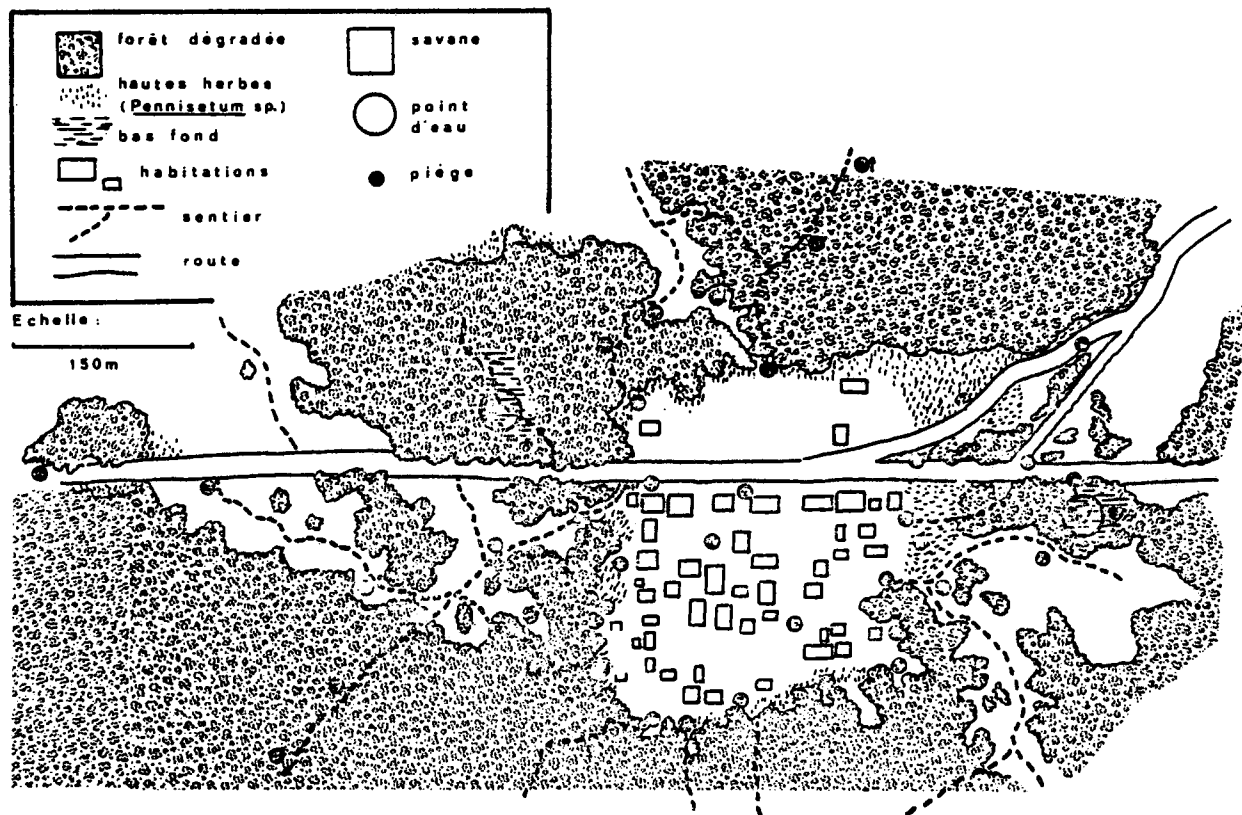 forêt dégradée
hautes herbes
(Pennisetum sp.)
bas fond
habitations
sentier
route
savane
point
d'eau
piège
Echelle :
150m